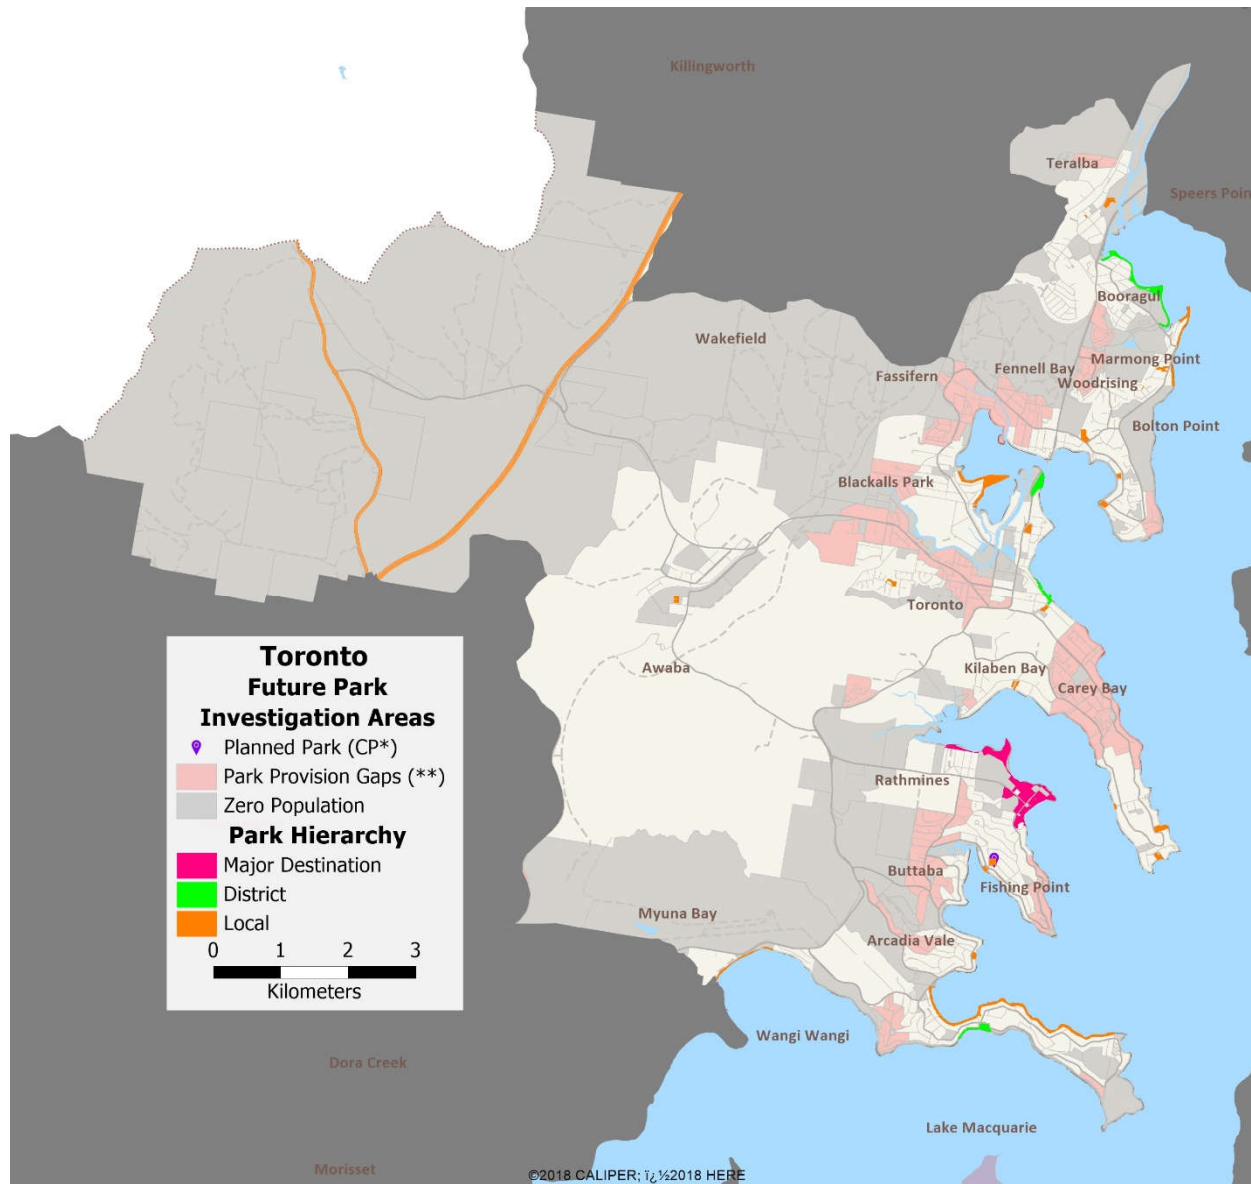 Killingworth
Teralba
Speers Poin
Booragul
Wakefield
Marmong Point
Fennell Bay
Fassifern
Woodrising
Bolton Point
Blackalls Park
Toronto
Awaba
Kilaben Bay
Carey Bay
Rathmines
Buttaba
Fishing Point
Myuna Bay
Arcadia Vale
Wangi Wangi
Dora Creek
Lake Macquarie
Morisset
Toronto
Future Park
Investigation Areas
Planned Park (CP*)
Park Provision Gaps (**)
Zero Population
Park Hierarchy
Major Destination
District
Local
0 1 2 3
Kilometers
©2018 CALIPER; ï¿½2018 HERE